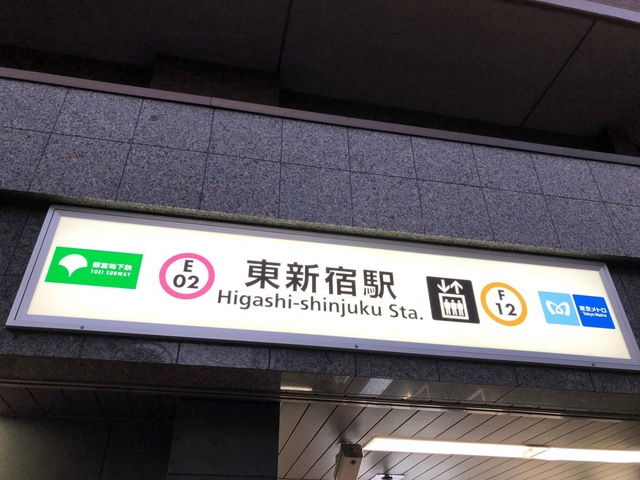 都営地下鉄
TOEI SUBWAY
E
02
東新宿駅
Higashi-shinjuku Sta.
F
12
東京メトロ
Tokyo Metro